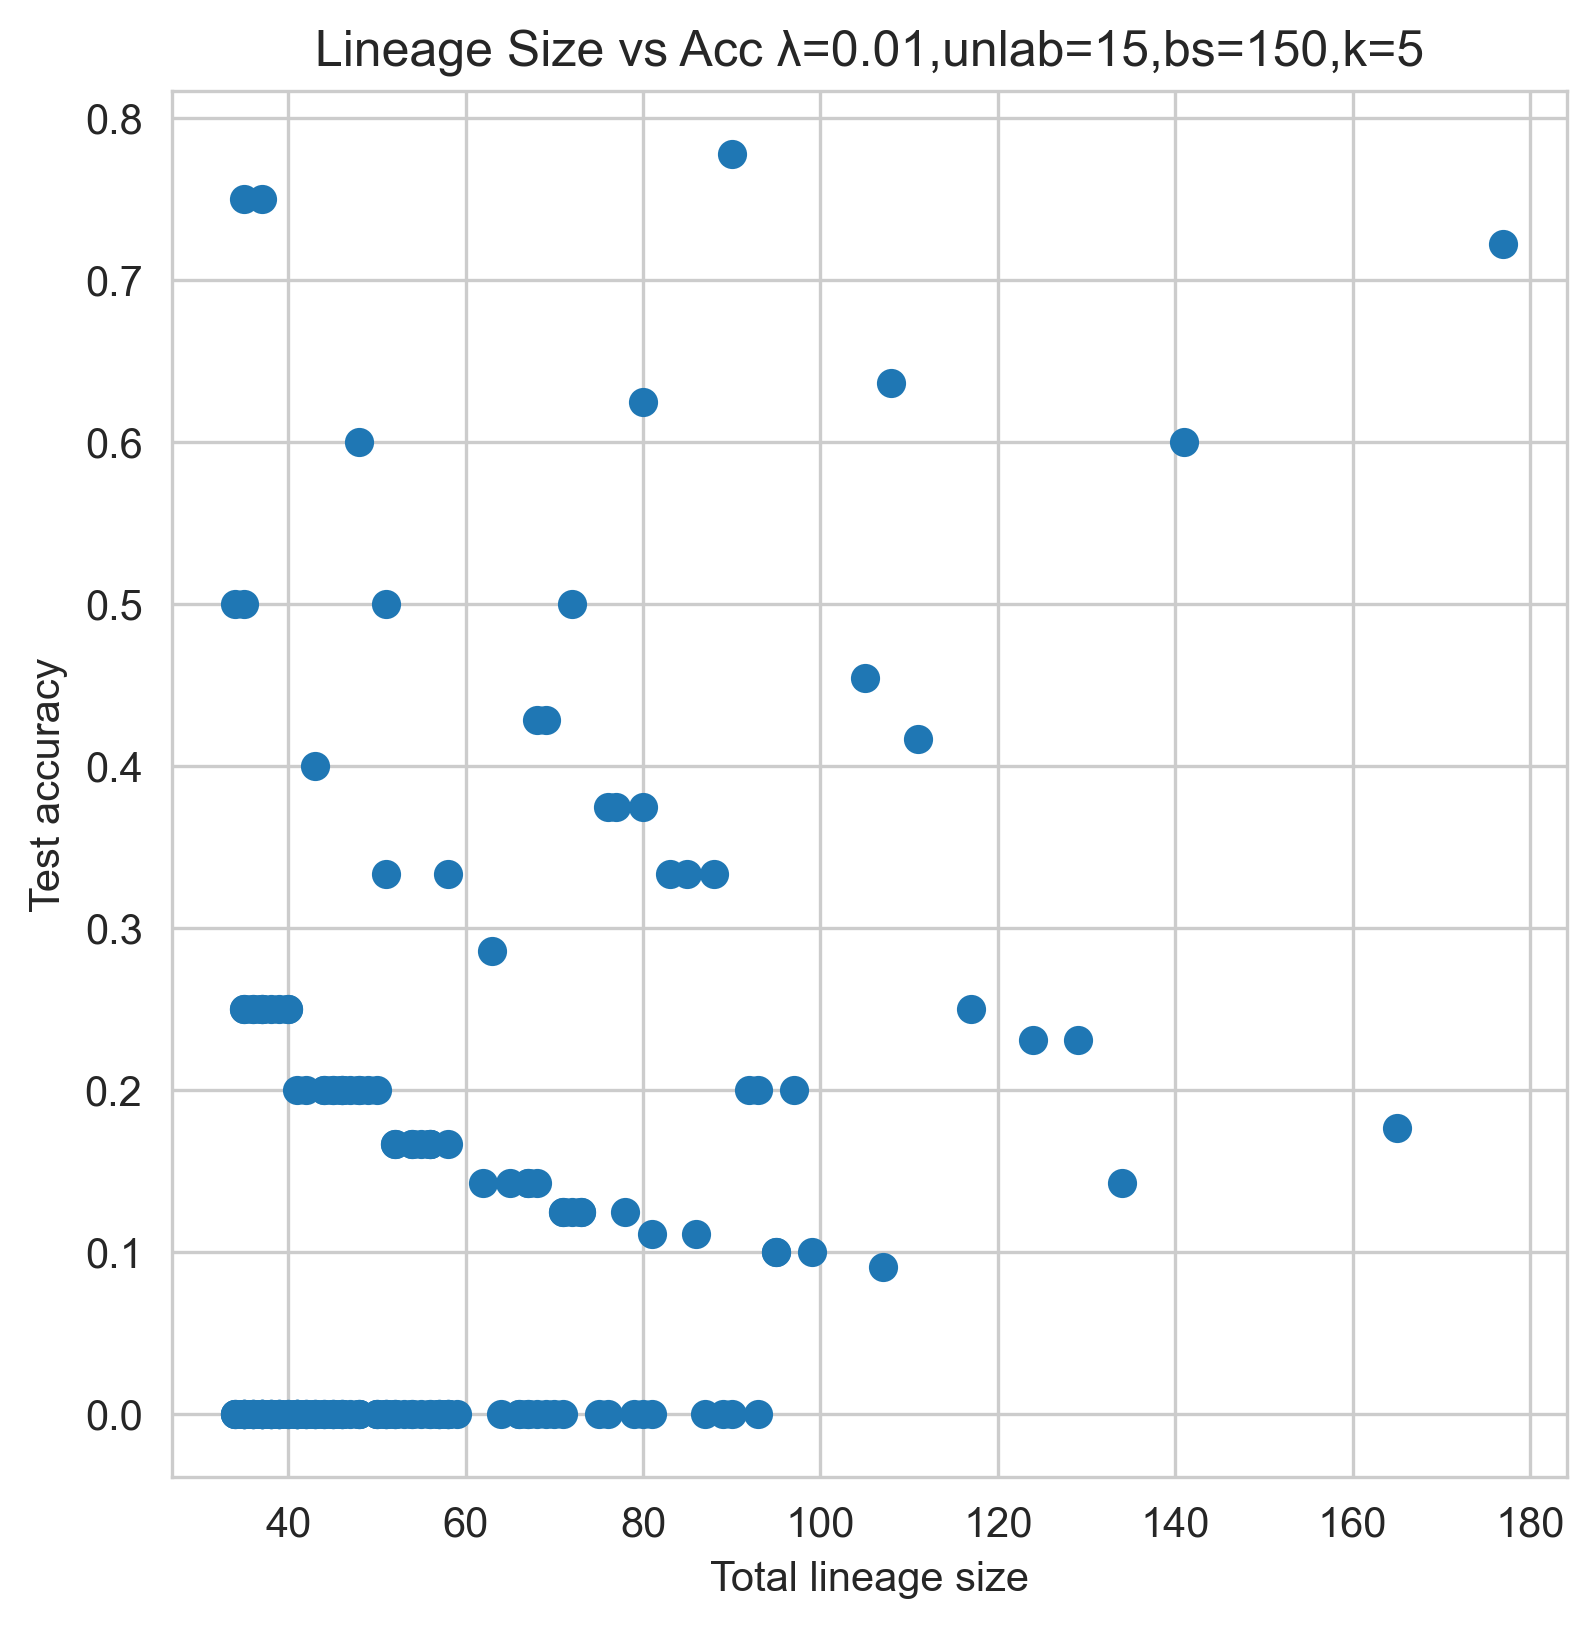 Lineage Size vs Acc λ=0.01,unlab=15,bs=150,k=5
0.8
0.7
0.6
0.5
0.4
0.3
0.2
0.1
0.0
Test accuracy
40 60 80 100 120 140 160 180
Total lineage size